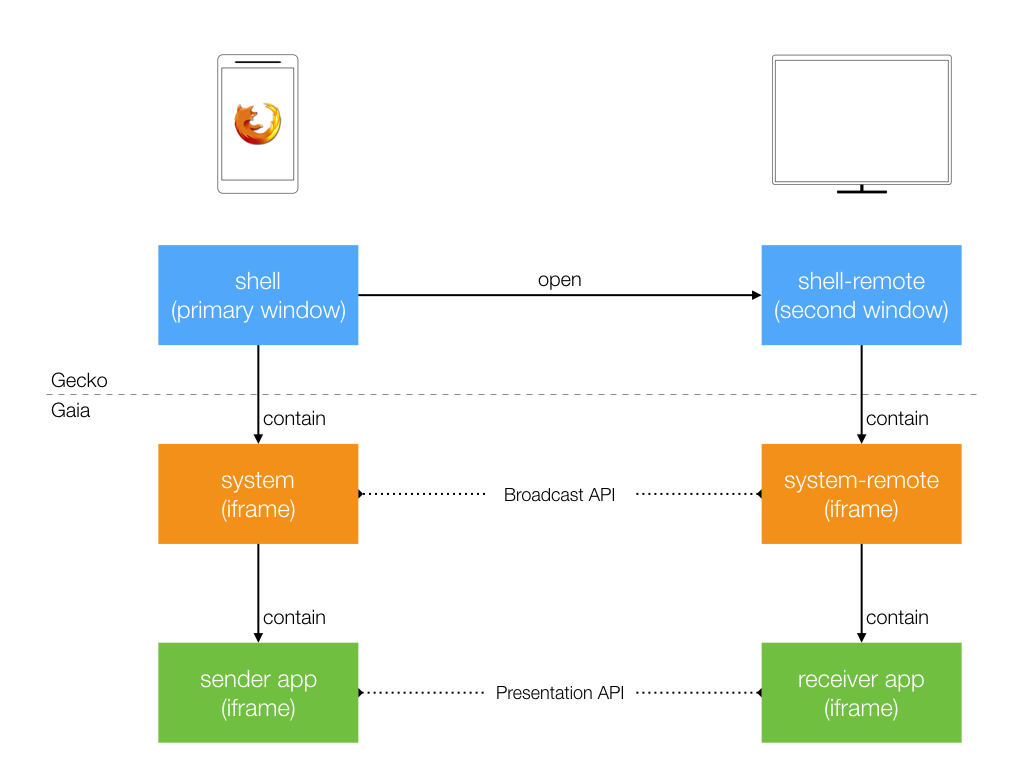 shell
(primary window)
open
shell-remote
(second window)
Gecko
Gaia
contain
contain
system
(iframe)
Broadcast API
system-remote
(iframe)
contain
contain
sender app
(iframe)
Presentation API
receiver app
(iframe)